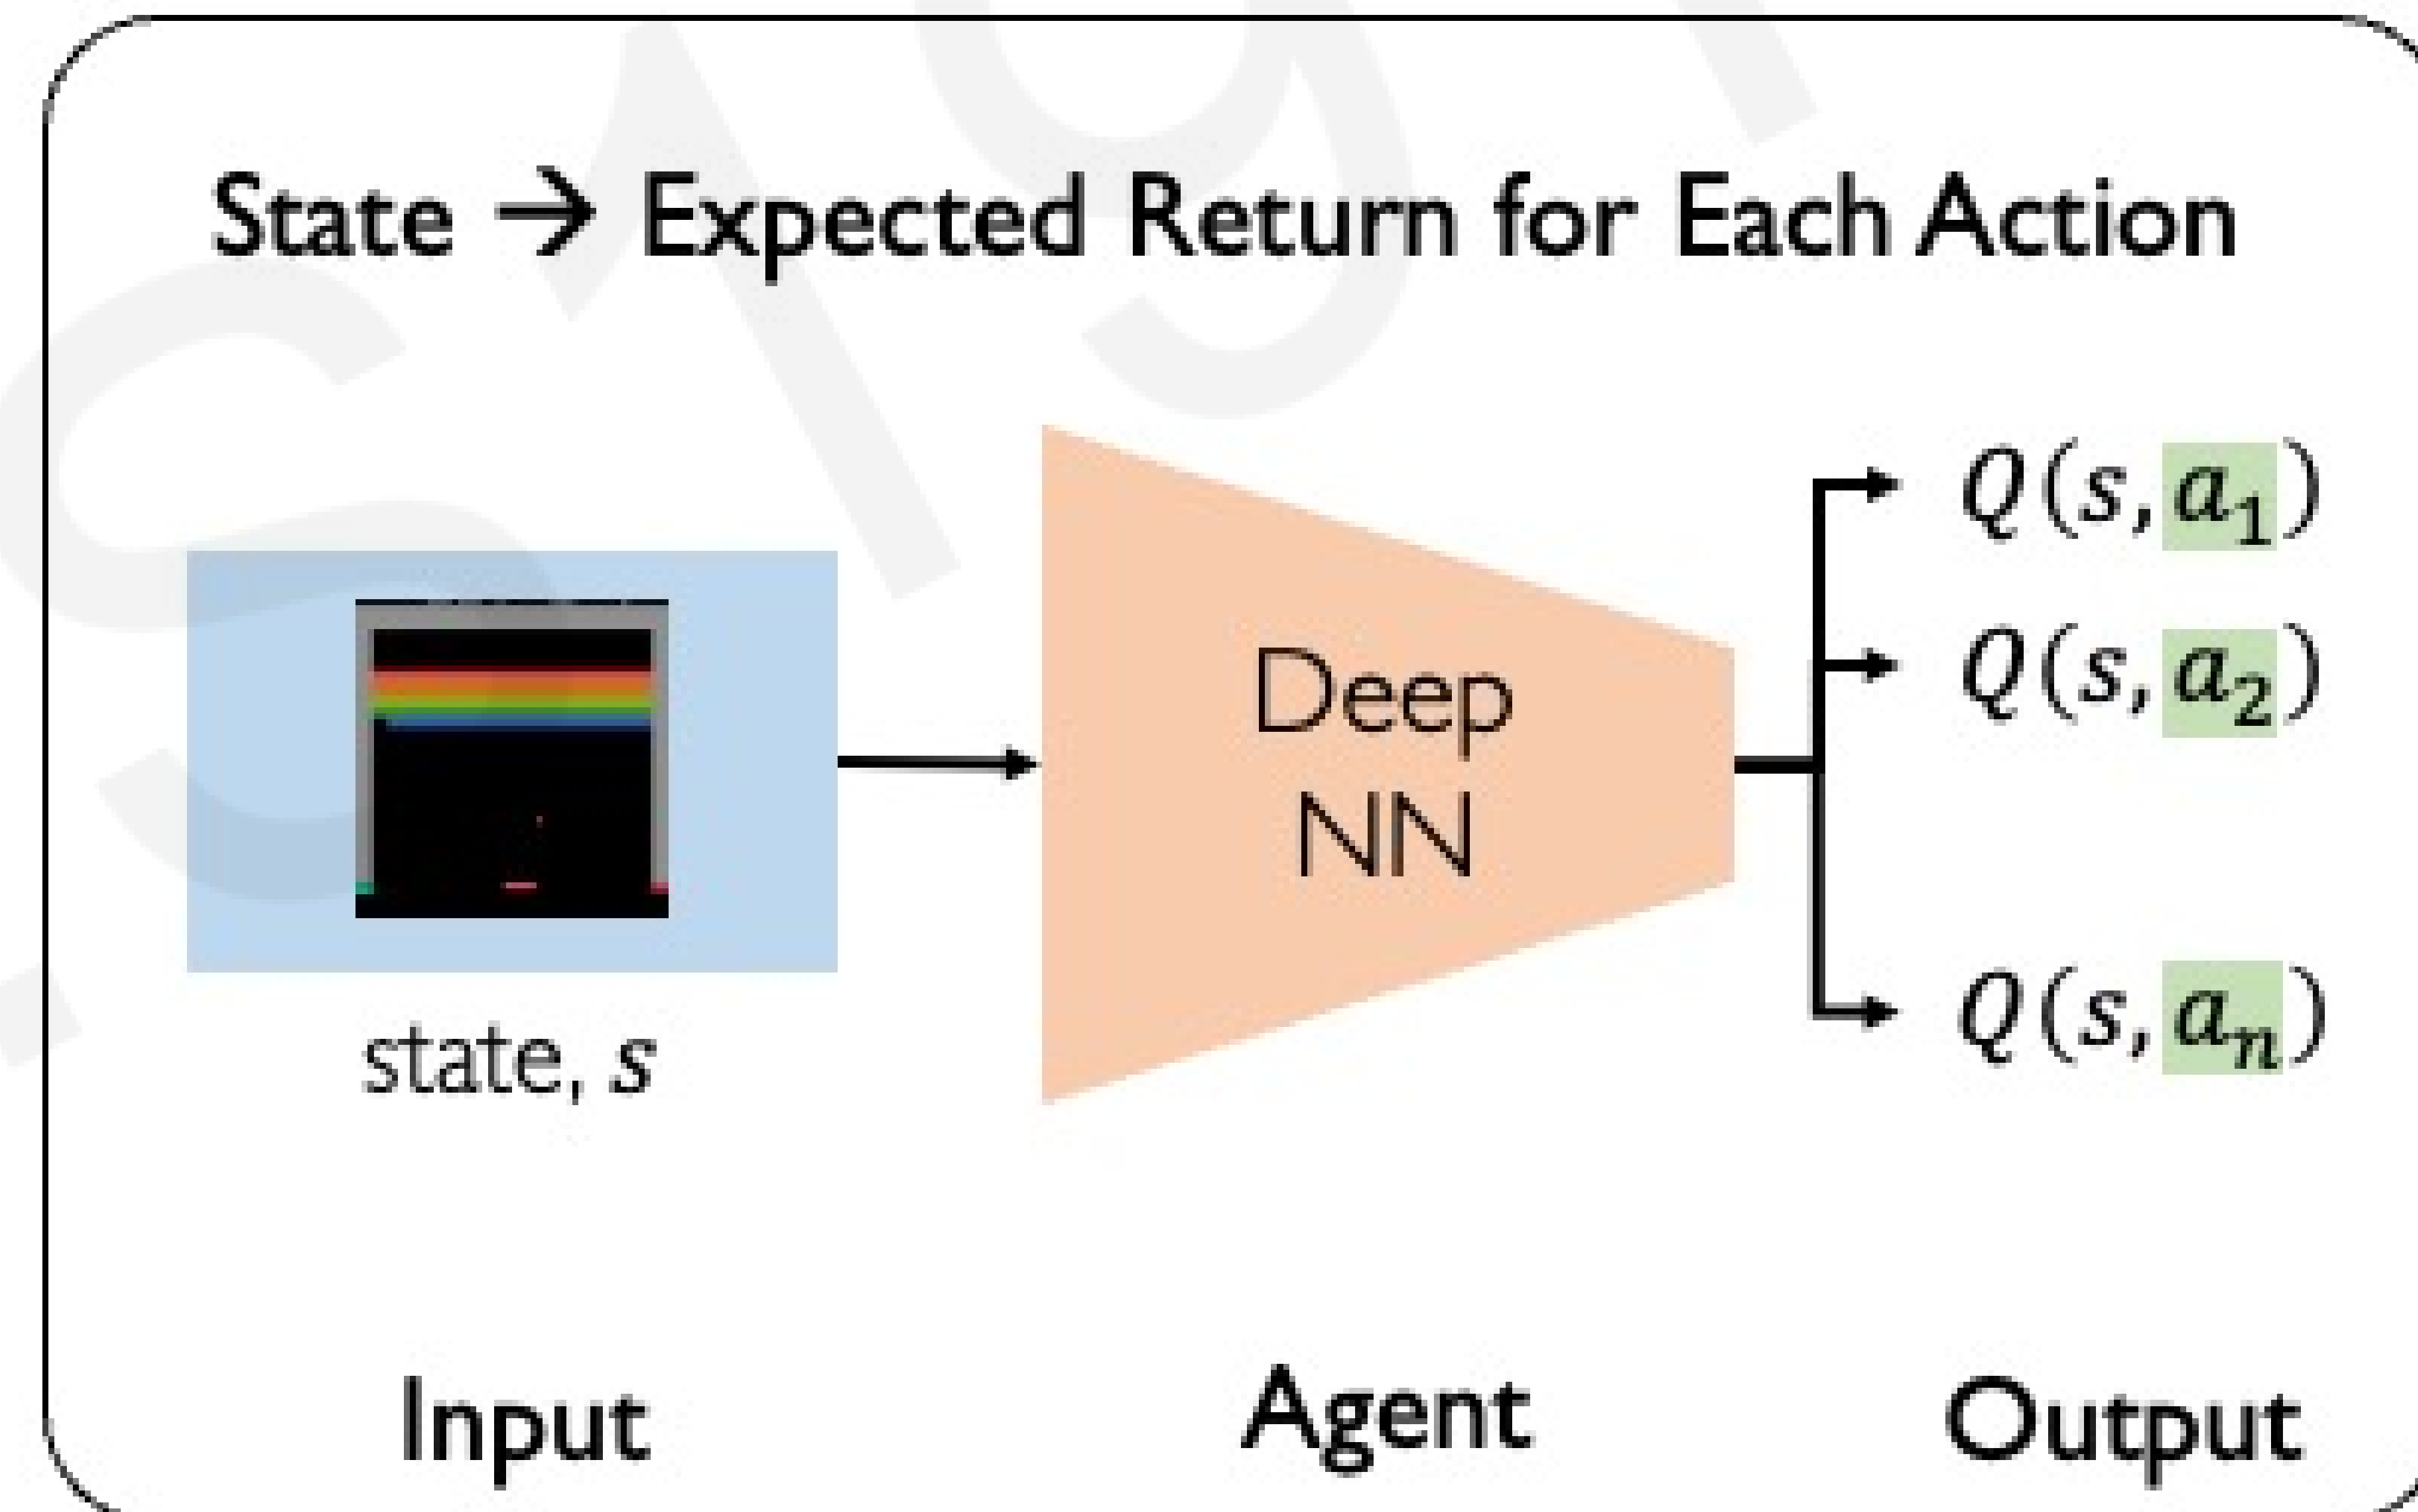 State → Expected Return for Each Action
Q(s, a₁)
Deep
NN
Q(s, a₂)
Q(s, aₙ)
state, s
Input
Agent
Output